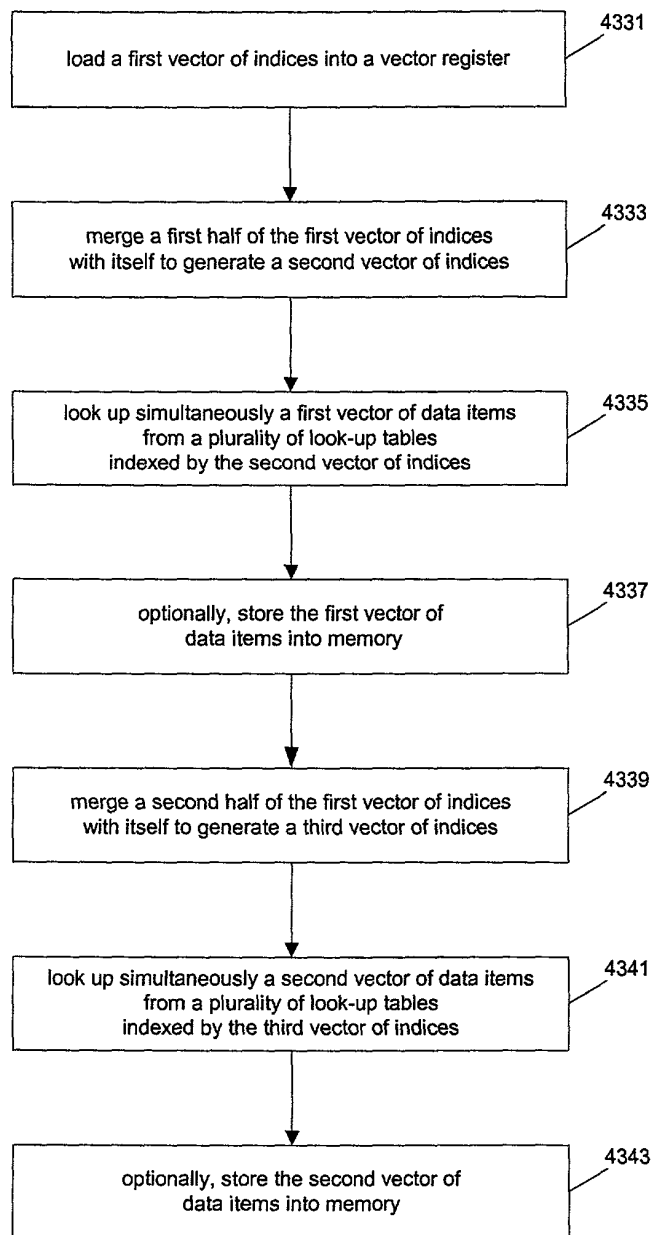 4331
load a first vector of indices into a vector register
4333
merge a first half of the first vector of indices
with itself to generate a second vector of indices
4335
look up simultaneously a first vector of data items
from a plurality of look-up tables
indexed by the second vector of indices
4337
optionally, store the first vector of
data items into memory
4339
merge a second half of the first vector of indices
with itself to generate a third vector of indices
4341
look up simultaneously a second vector of data items
from a plurality of look-up tables
indexed by the third vector of indices
4343
optionally, store the second vector of
data items into memory